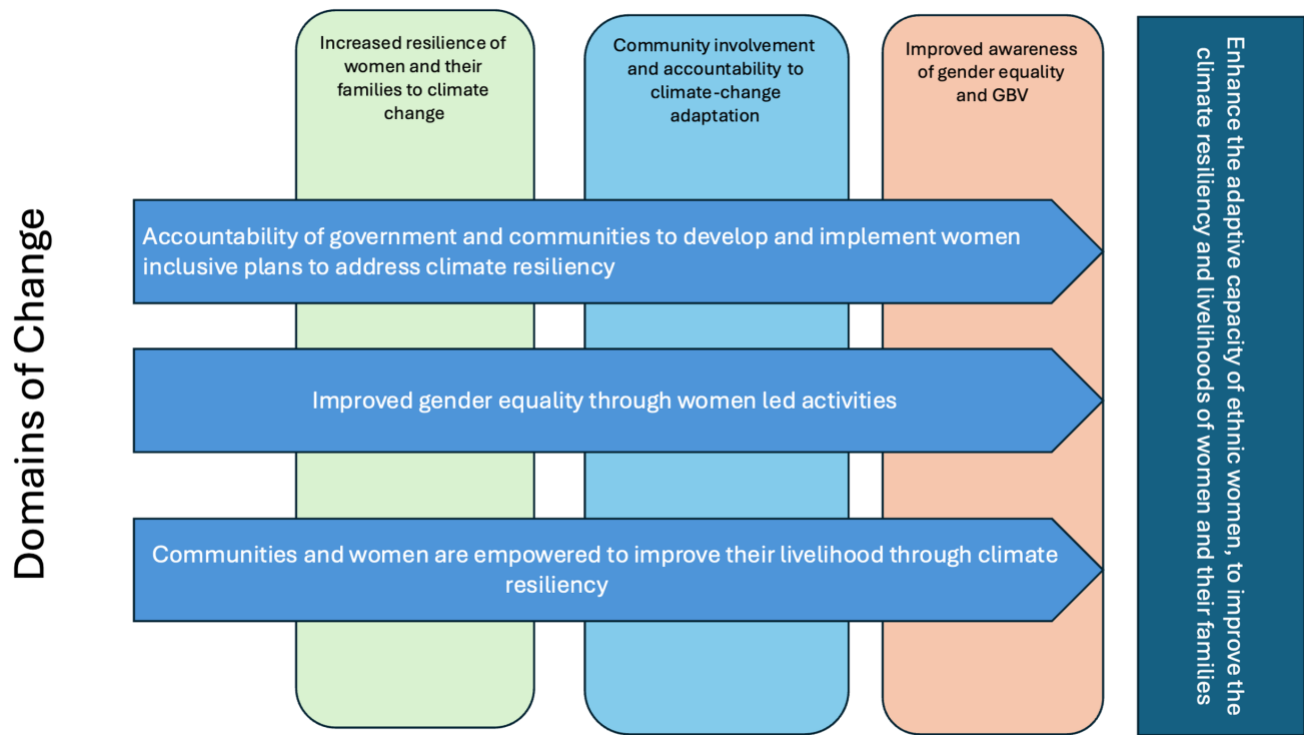 Increased resilience of
women and their
families to climate
change
Community involvement
and accountability to
climate-change
adaptation
Improved awareness
of gender equality
and GBV
Domains of Change
Accountability of government and communities to develop and implement women
inclusive plans to address climate resiliency
Improved gender equality through women led activities
Communities and women are empowered to improve their livelihood through climate
resiliency
Enhance the adaptive capacity of ethnic women, to improve the
climate resiliency and livelihoods of women and their families